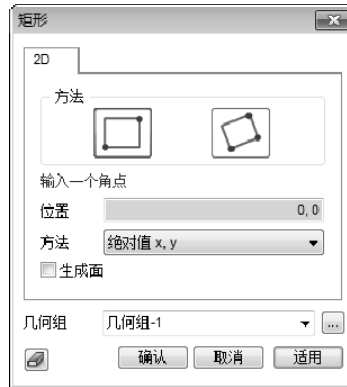 矩形
2D
方法
输入一个角点
位置 0, 0
方法 绝对值 x, y
生成面
几何组 几何组-1 ...
确认 取消 适用